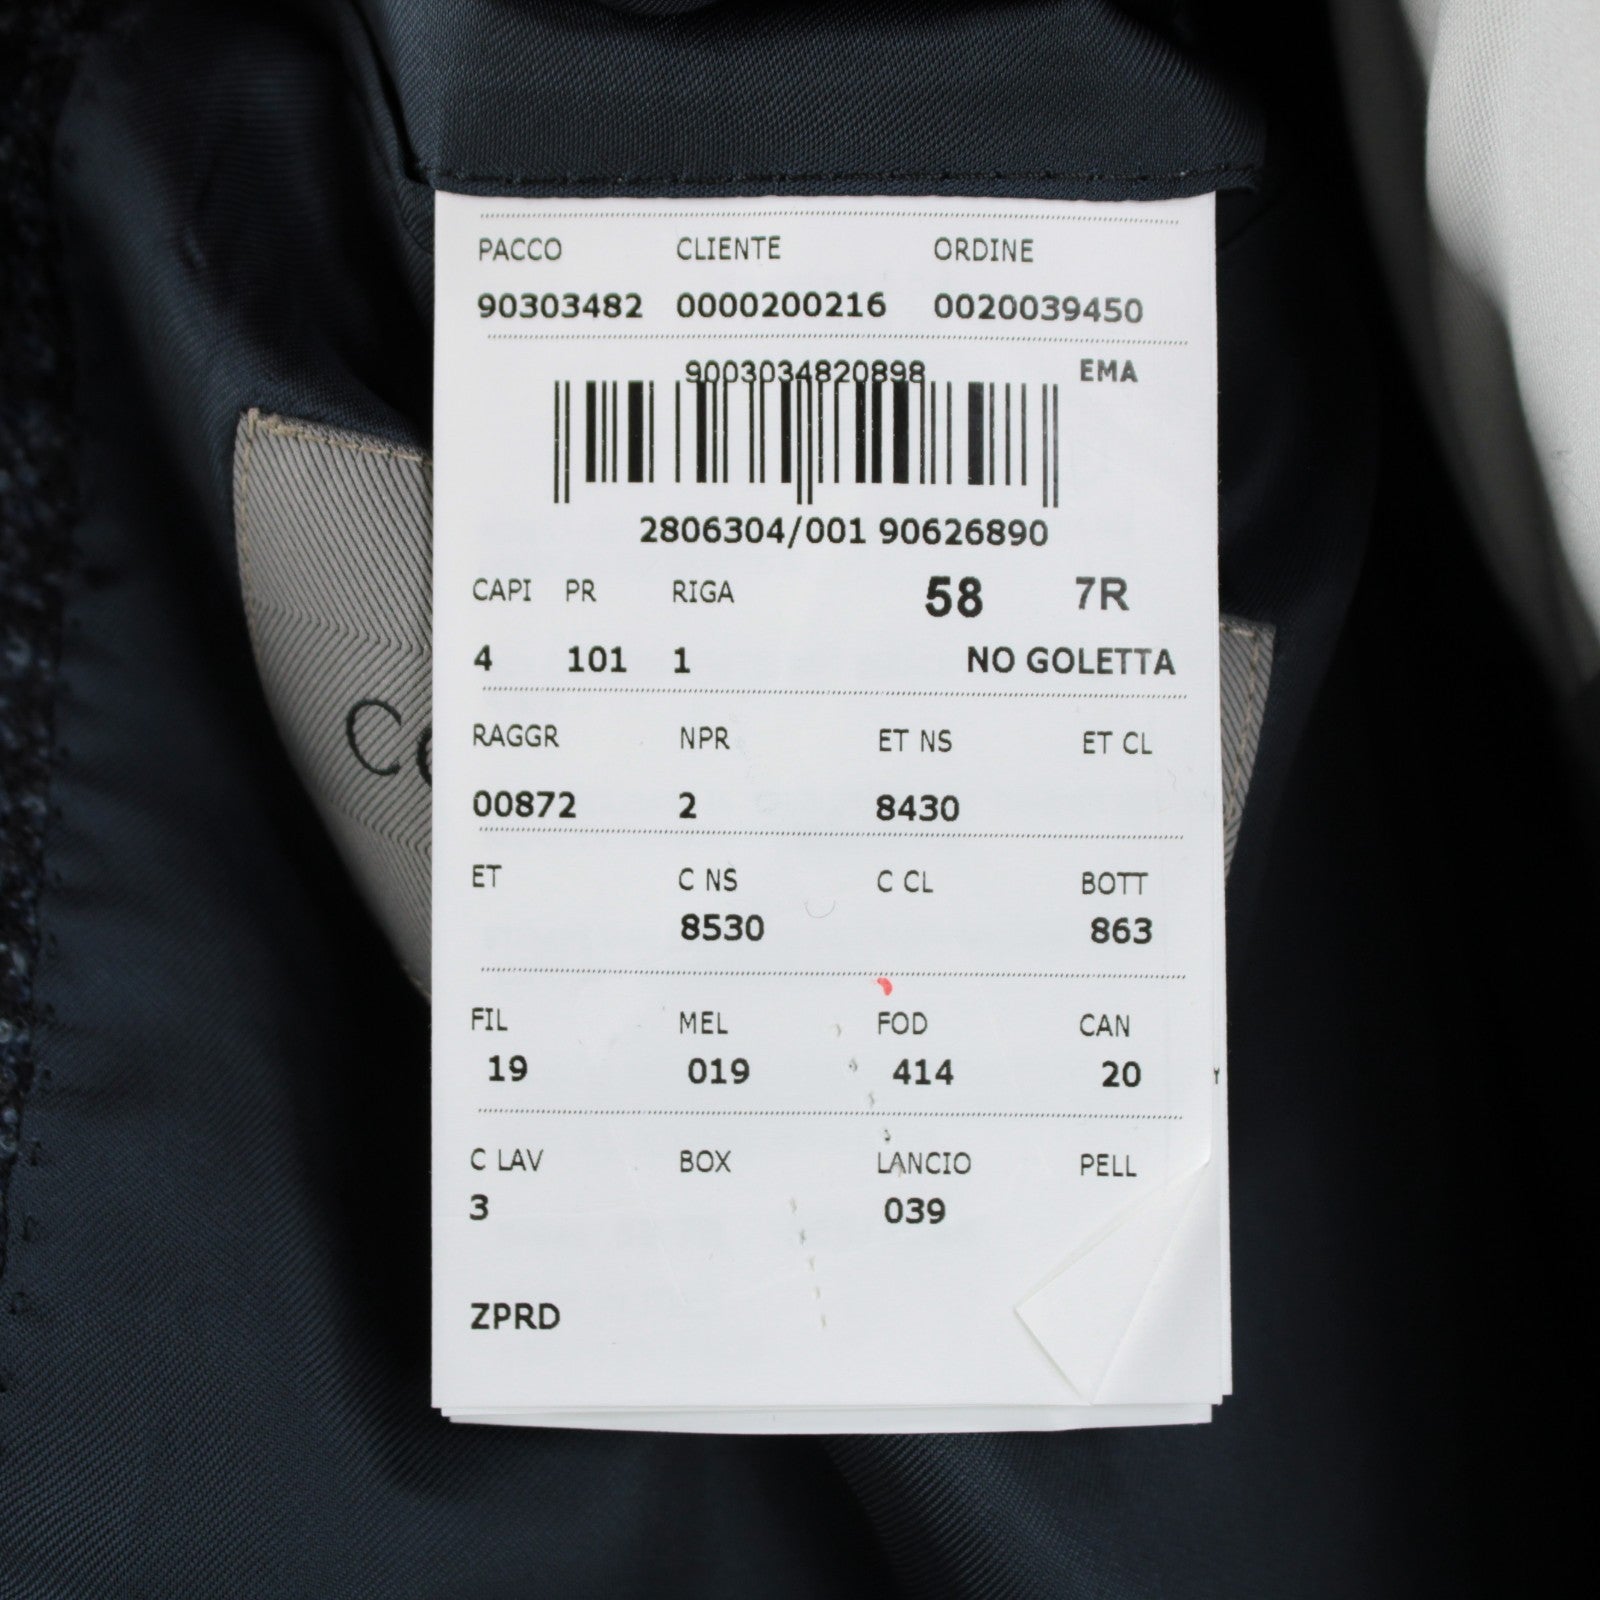 PACCO CLIENTE ORDINE
90303482 0000200216 0020039450
9003034820898 EMA
2806304/001 90626890
CAPI PR RIGA 58 7R
4 101 1 NO GOLETTA
RAGGR NPR ET NS ET CL
00872 2 8430
ET C NS C CL BOTT
8530 863
FIL MEL FOD CAN
19 019 414 20
C LAV BOX LANCIO PELL
3 039
ZPRD